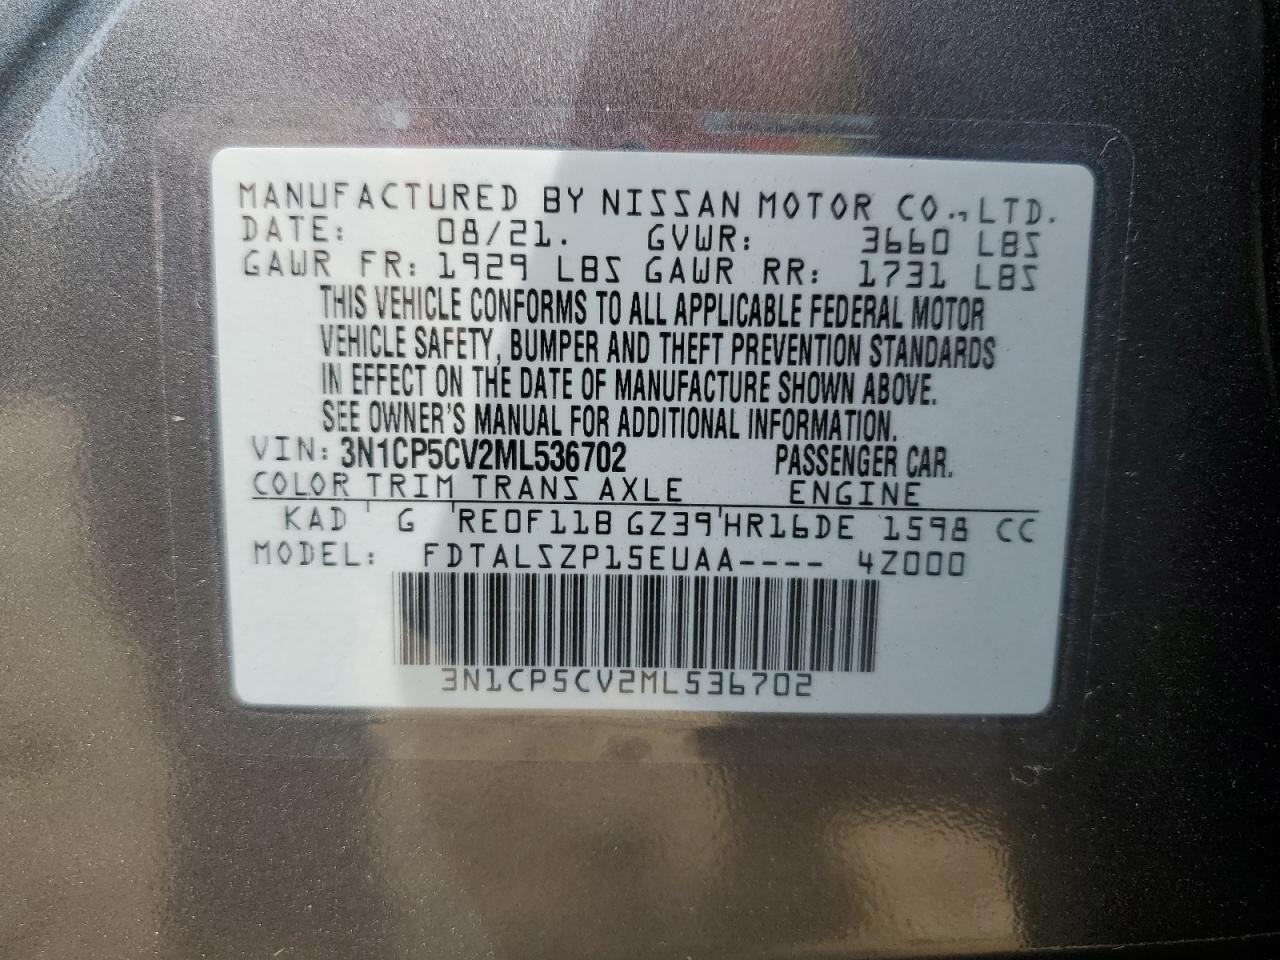 MANUFACTURED BY NISSAN MOTOR CO., LTD.
DATE: 08/21. GVWR: 3660 LBS
GAWR FR: 1929 LBS GAWR RR: 1731 LBS
THIS VEHICLE CONFORMS TO ALL APPLICABLE FEDERAL MOTOR
VEHICLE SAFETY, BUMPER AND THEFT PREVENTION STANDARDS
IN EFFECT ON THE DATE OF MANUFACTURE SHOWN ABOVE.
SEE OWNER'S MANUAL FOR ADDITIONAL INFORMATION.
VIN: 3N1CP5CV2ML536702 PASSENGER CAR.
COLOR TRIM TRANS AXLE ENGINE
KAD ' G ' RE0F11B GZ39 ' HR16DE 1598 CC
MODEL: FDTALSZP15EUAA---- 4Z000
3N1CP5CV2ML536702